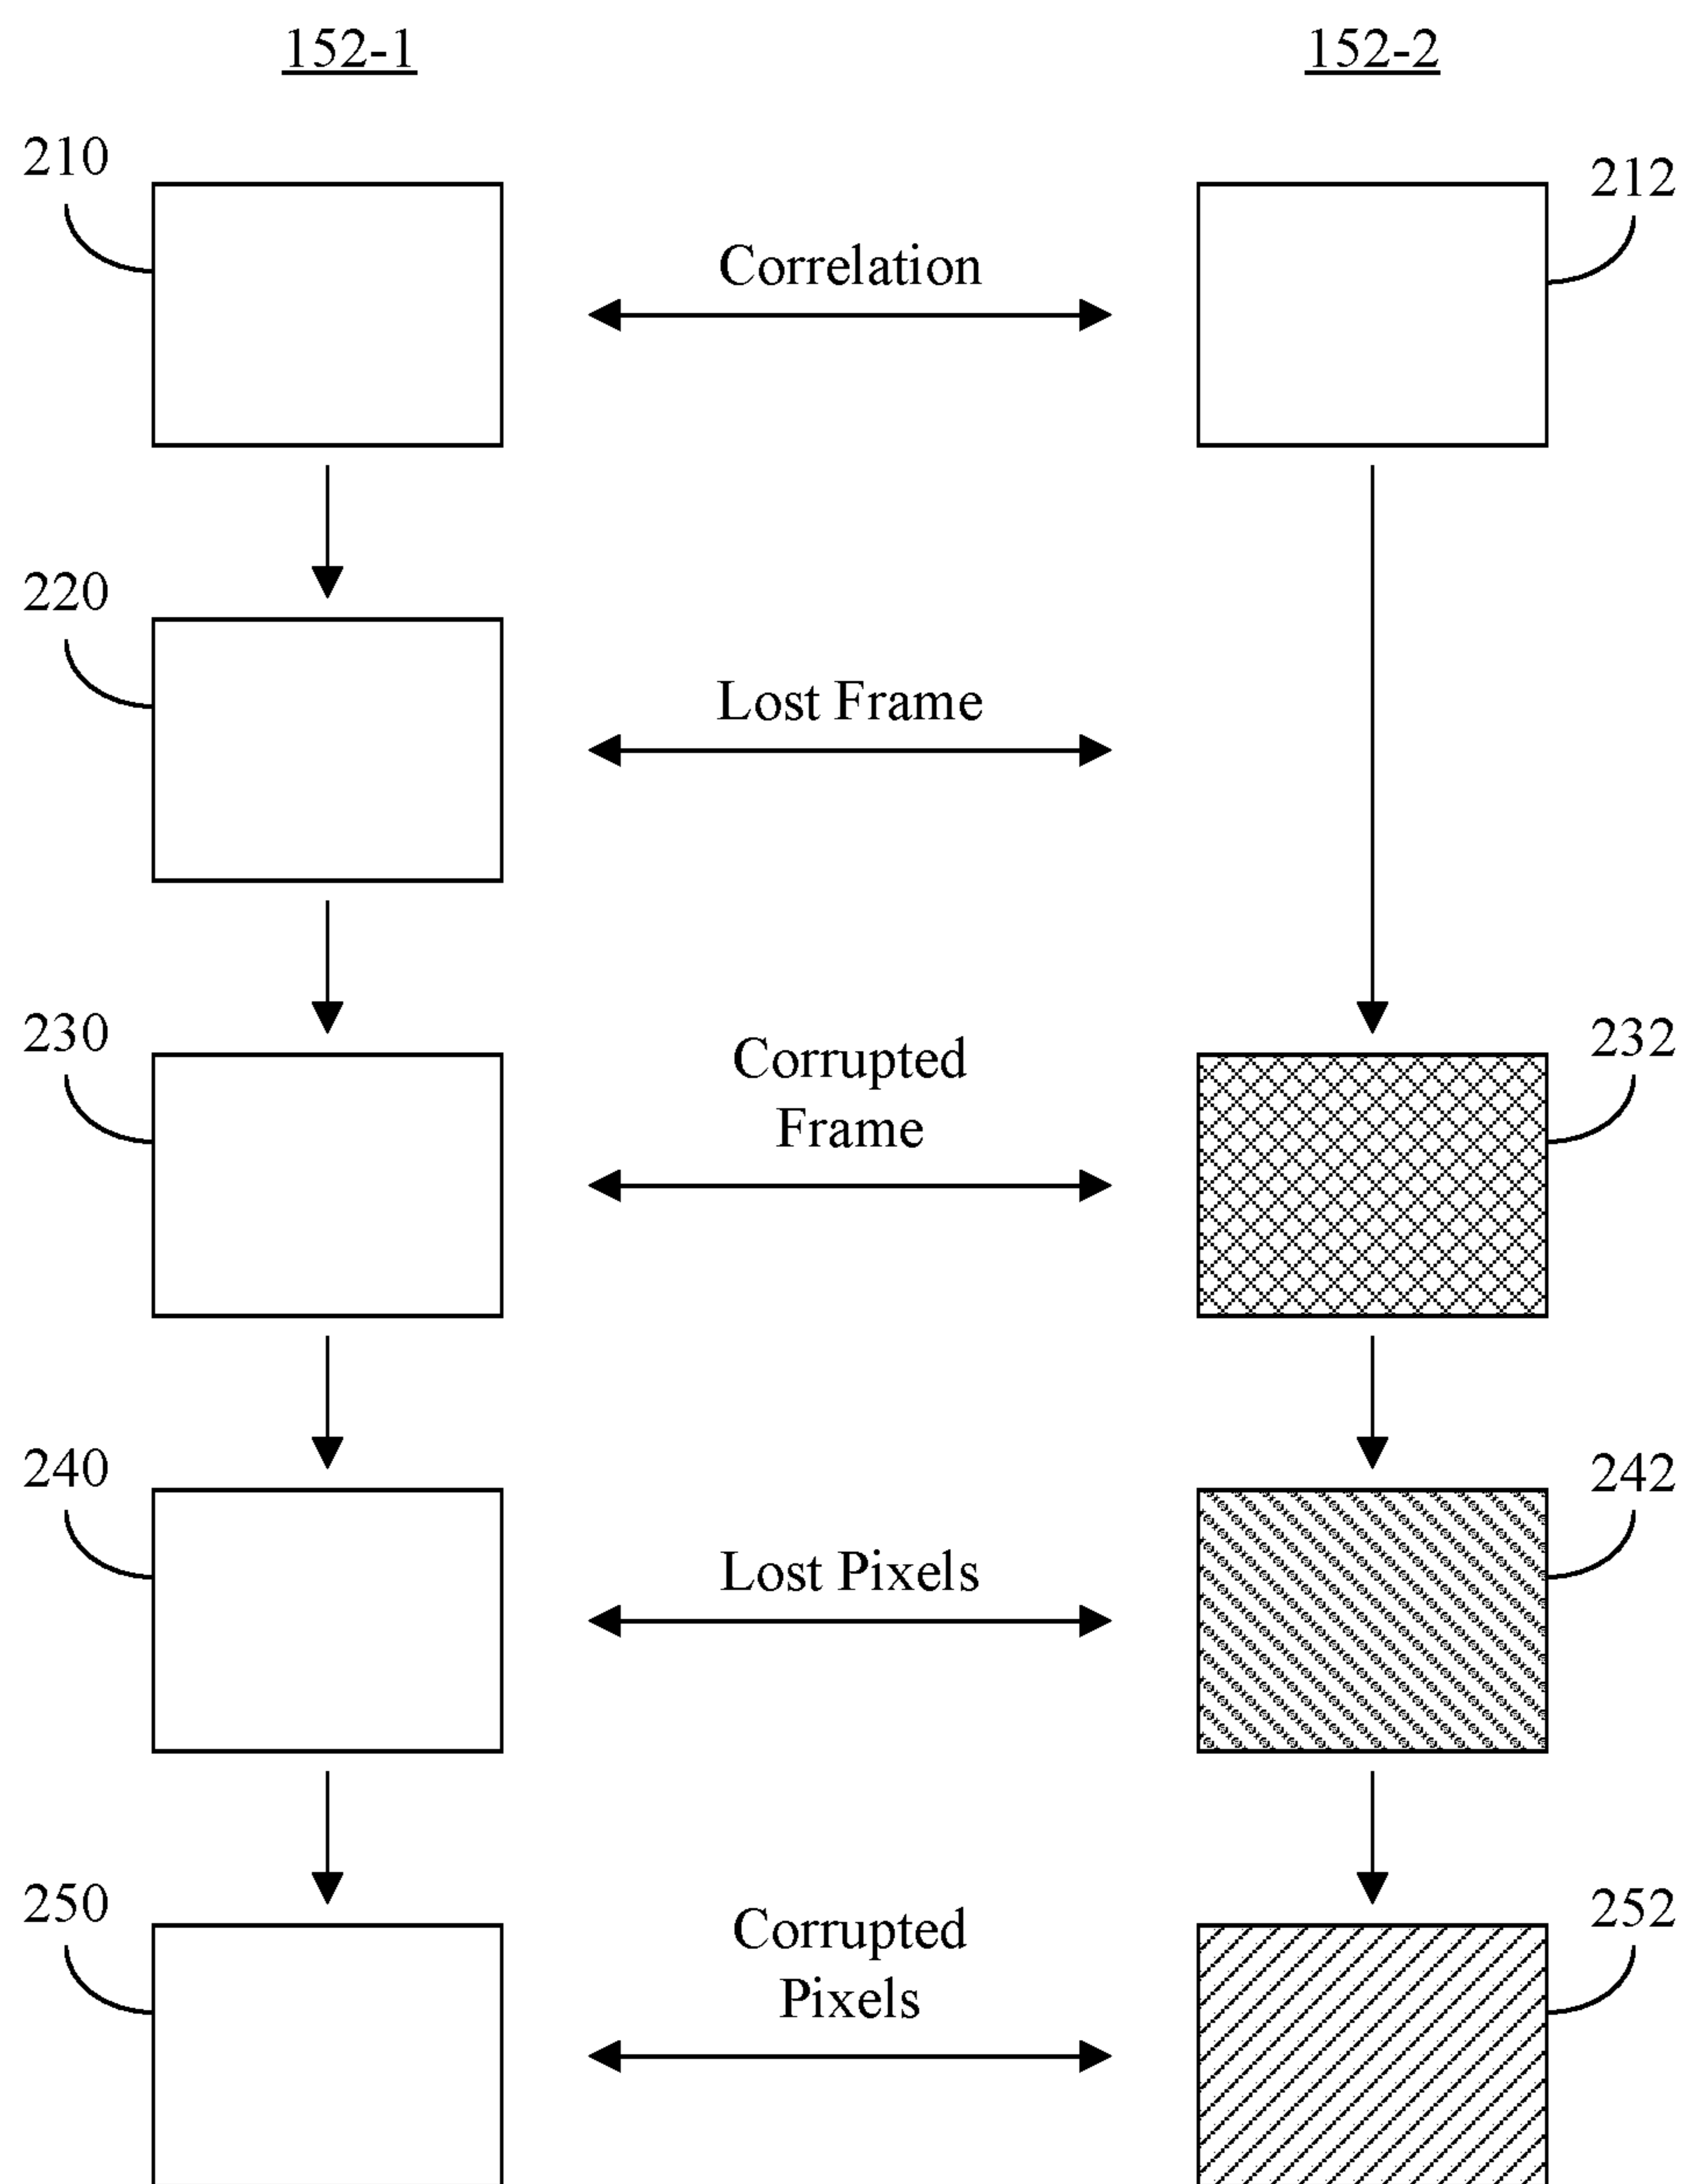 152-1
152-2
210
212
Correlation
220
Lost Frame
230
232
Corrupted
Frame
240
242
Lost Pixels
250
252
Corrupted
Pixels